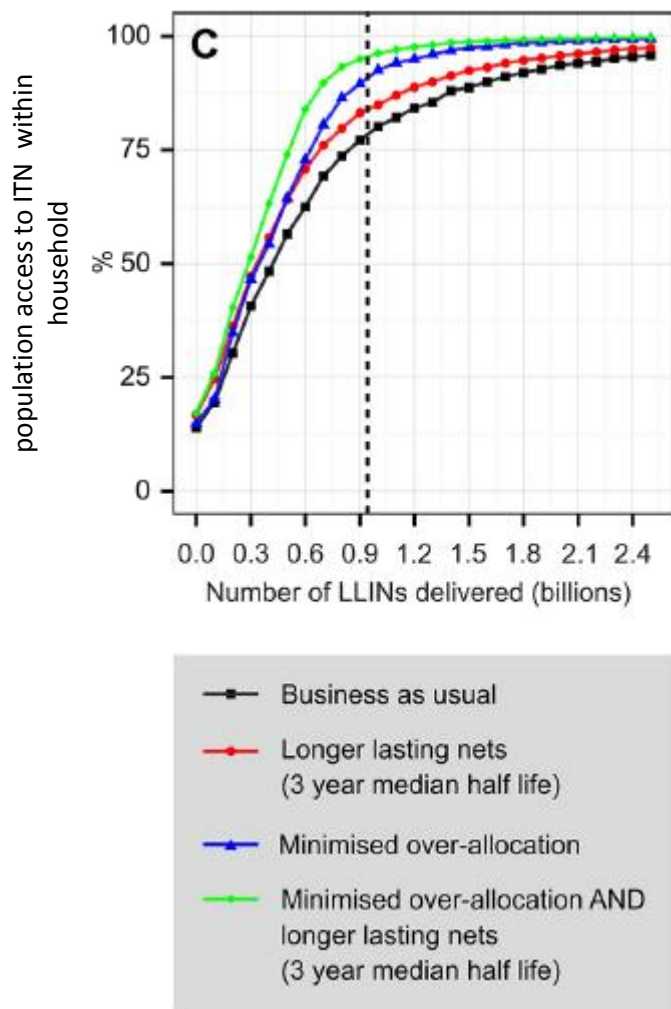 C
population access to ITN within
household
%
100
75
50
25
0
0.0 0.3 0.6 0.9 1.2 1.5 1.8 2.1 2.4
Number of LLINs delivered (billions)
Business as usual
Longer lasting nets
(3 year median half life)
Minimised over-allocation
Minimised over-allocation AND
longer lasting nets
(3 year median half life)